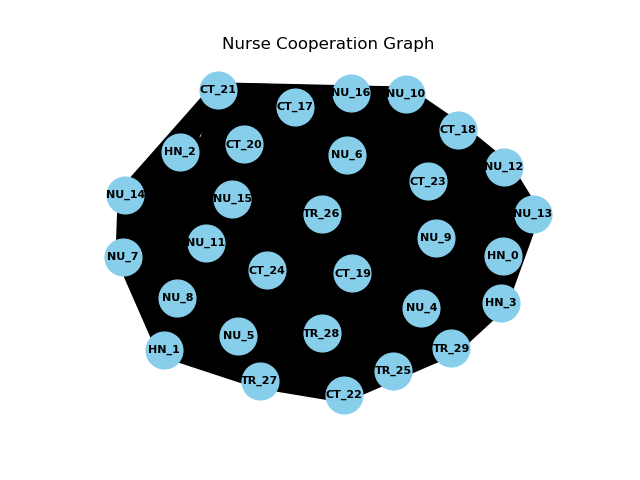 Nurse Cooperation Graph
CT_21
NU_16
NU_10
CT_17
CT_18
CT_20
HN_2
NU_6
NU_12
CT_23
NU_14
NU_15
TR_26
NU_13
NU_11
NU_9
NU_7
HN_0
CT_24
CT_19
NU_8
HN_3
NU_4
TR_28
NU_5
HN_1
TR_29
TR_25
TR_27
CT_22